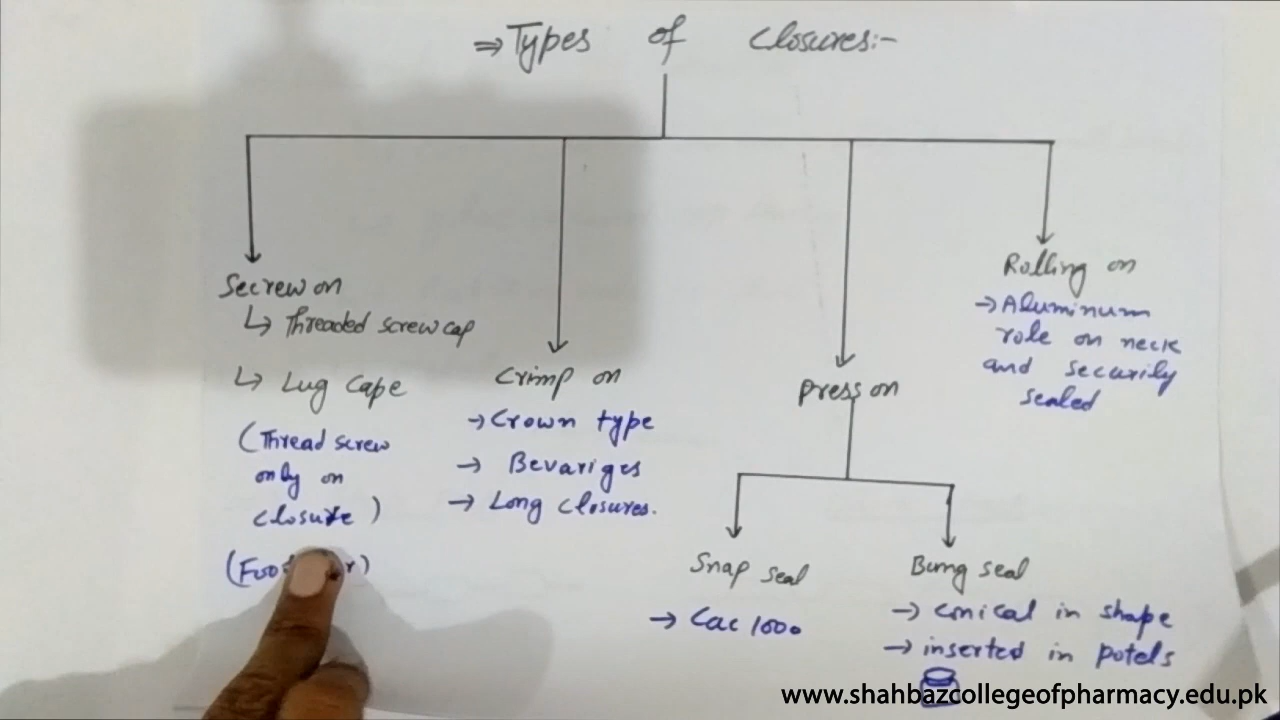 ⇒ Types of closures:-
Secrew on
↳ Threaded screw cap
↳ Lug cape
(Thread screw
only on
closure)
Crimp on
→ Crown type
→ Bevariges
→ Long closures.
Press on
Snap seal
→ Cac 1000
Bung seal
→ conical in shape
→ inserted in potels
Rolling on
→ Aluminum
role on neck
and securily
sealed
www.shahbazcollegeofpharmacy.edu.pk